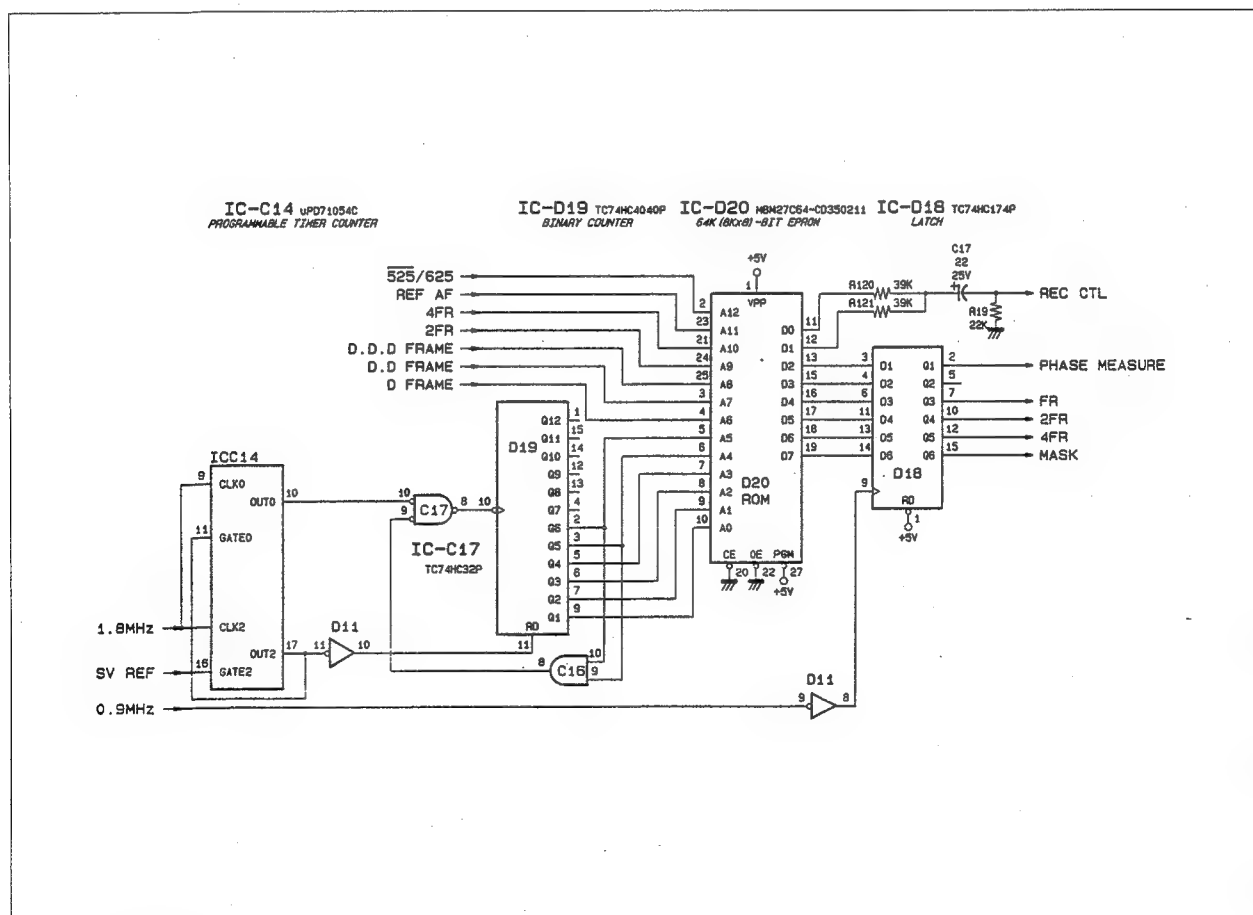 IC-C14 uPD71054C
PROGRAMMABLE TIMER COUNTER
IC-D19 TC74HC4040P
BINARY COUNTER
IC-D20 MBM27C64-CD350211
64K(8Kx8)-BIT EPROM
IC-D18 TC74HC174P
LATCH
525/625
REF AF
4FR
2FR
D.D.D FRAME
D.D FRAME
D FRAME
+5V
1
VPP
2 A12
23 A11
21 A10
24 A9
25 A8
3 A7
4 A6
5 A5
6 A4
7 A3
8 A2
9 A1
10 A0
D0 11
D1 12
D2 13
D3 15
D4 16
D5 17
D6 18
D7 19
D20
ROM
CE 20
OE 22
PGM 27
+5V
R120 39K
R121 39K
C17
22
25V
+
R19
22K
REC CTL
3 D1 Q1 2
4 D2 Q2 5
6 D3 Q3 7
11 D4 Q4 10
13 D5 Q5 12
14 D6 Q6 15
D18
9
RD
1
+5V
PHASE MEASURE
FR
2FR
4FR
MASK
D19
Q12 1
Q11 15
Q10 14
Q9 12
Q8 13
Q7 4
Q6 2
Q5 3
Q4 5
Q3 6
Q2 7
Q1 9
RD
11
ICC14
9 CLK0
OUT0 10
11 GATE0
CLK2
OUT2 17
16 GATE2
10
9
C17
8
10
IC-C17
TC74HC32P
1.8MHz
SV REF
0.9MHz
D11
11 10
8 C16 10
9
D11
9 8